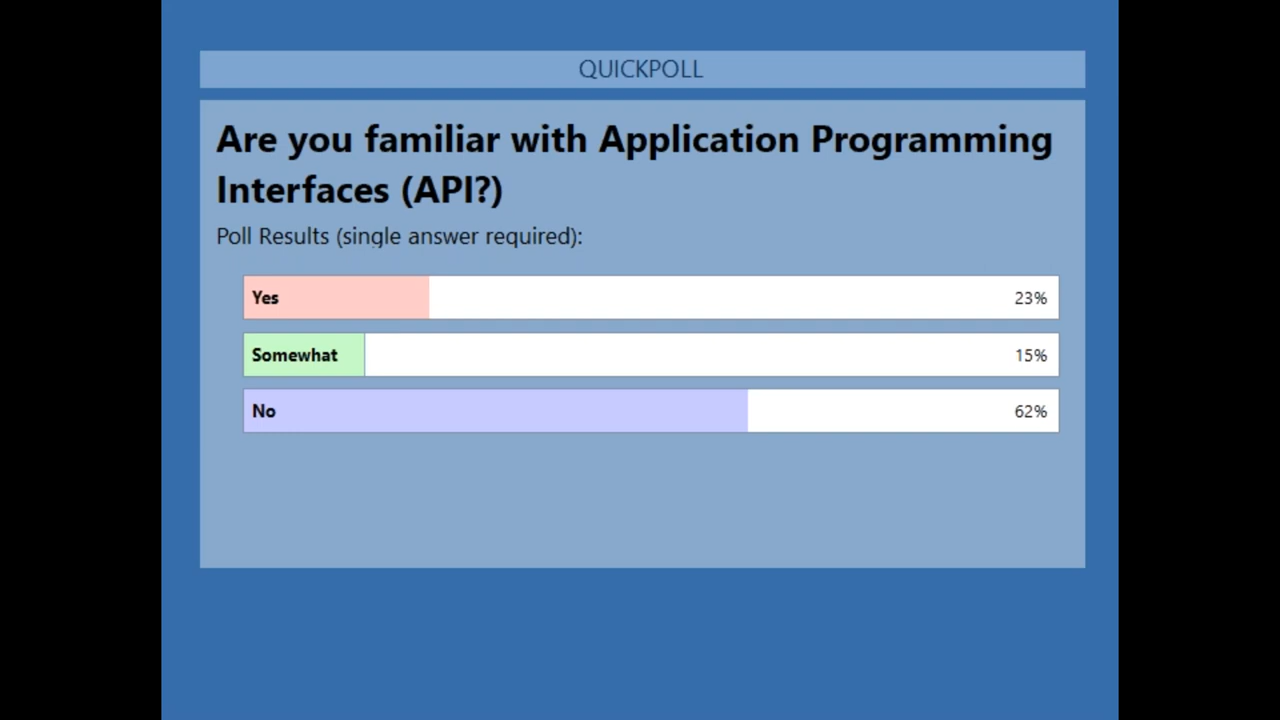 QUICKPOLL
Are you familiar with Application Programming
Interfaces (API?)
Poll Results (single answer required):
Yes 23%
Somewhat 15%
No 62%